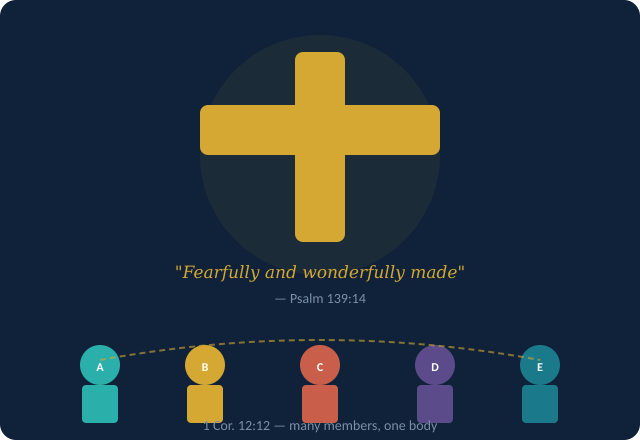 "Fearfully and wonderfully made"
— Psalm 139:14
A B C D E
1 Cor. 12:12 — many members, one body